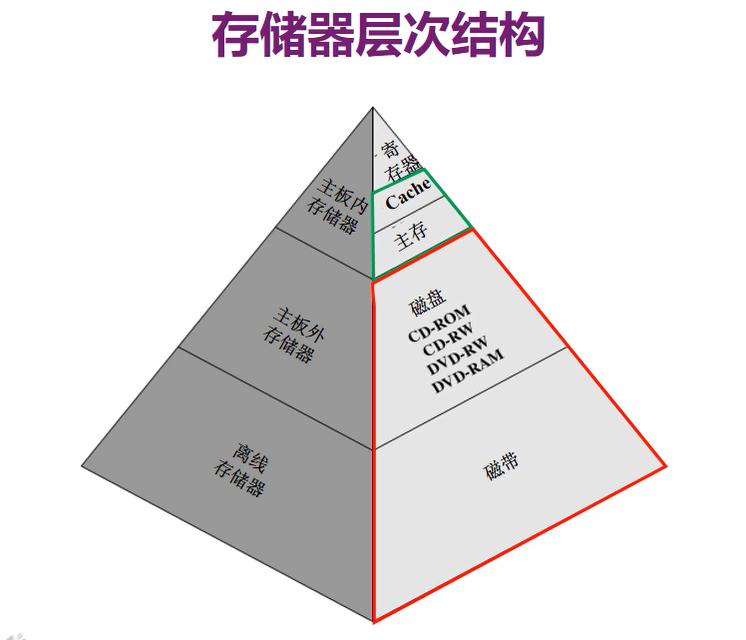 存储器层次结构
寄
存器
Cache
主存
主板内
存储器
磁盘
CD-ROM
CD-RW
DVD-RW
DVD-RAM
主板外
存储器
离线
存储器
磁带